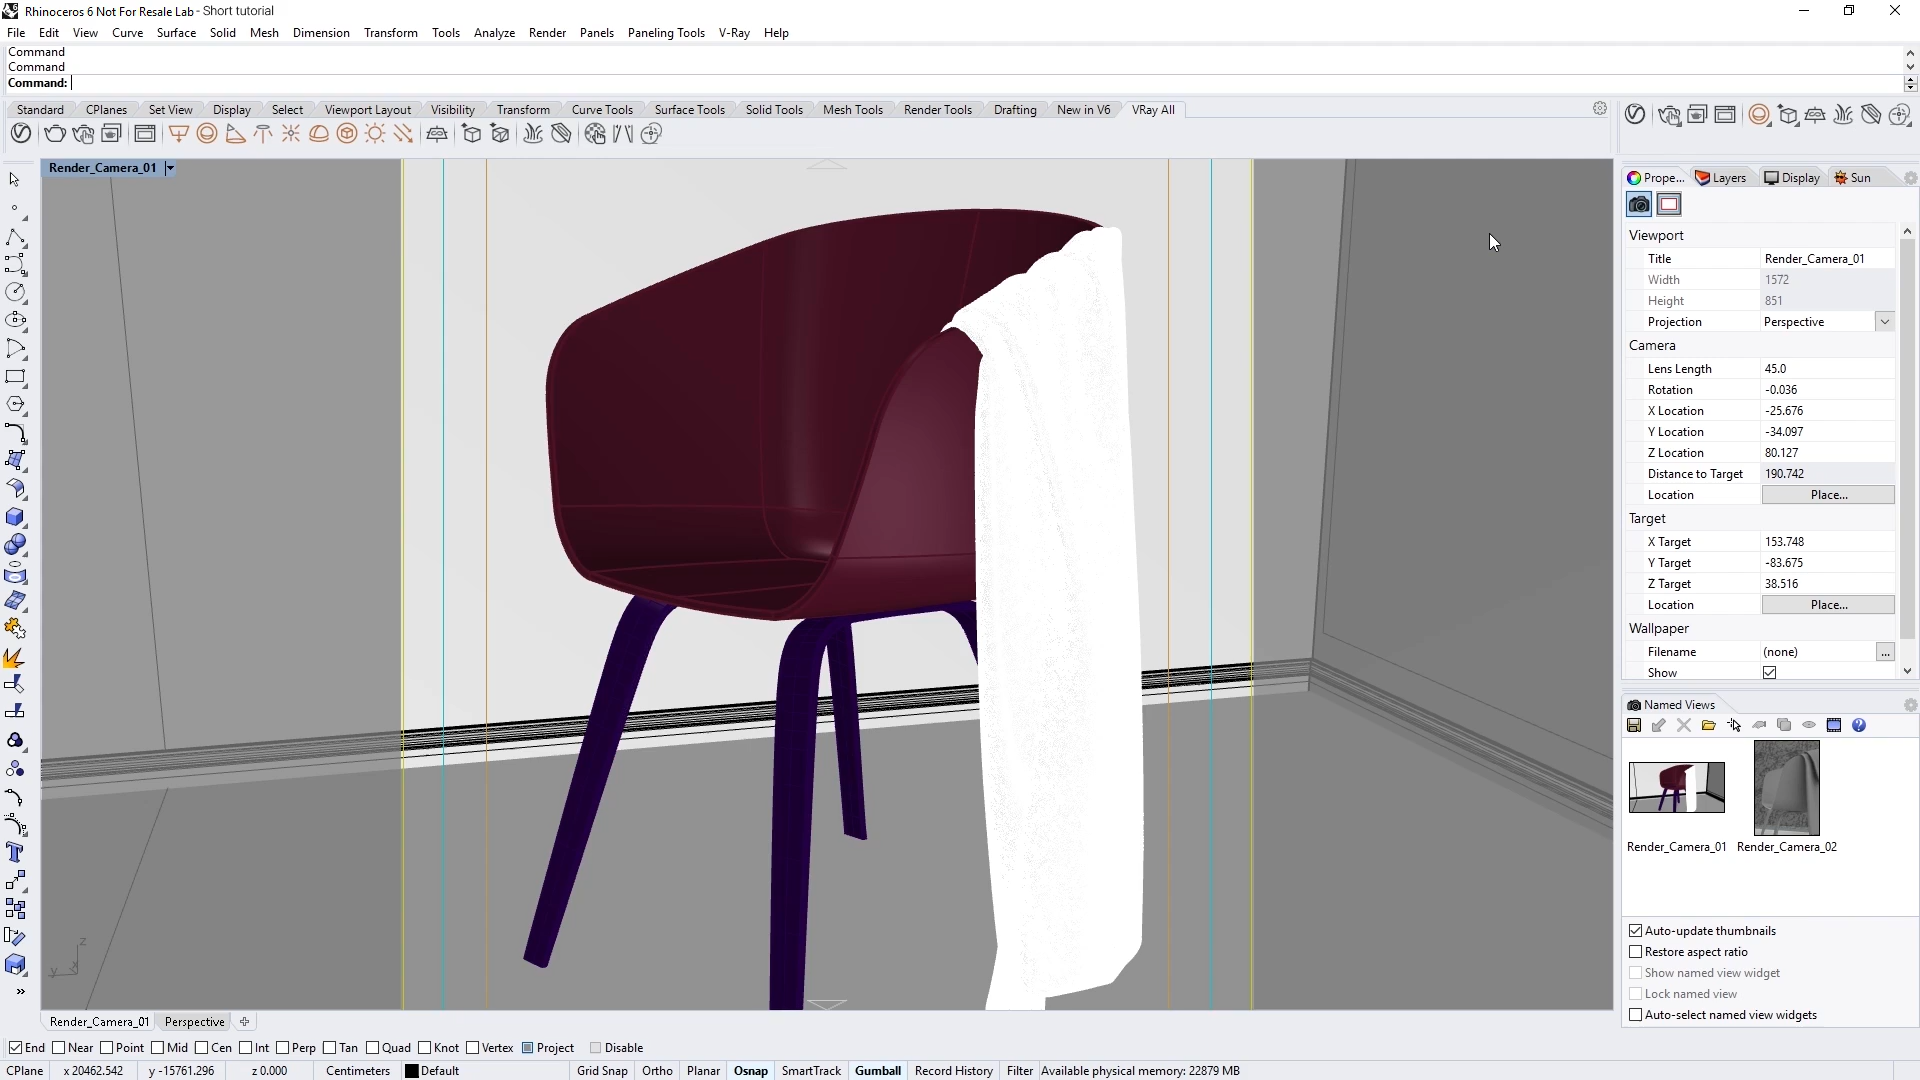 Rhinoceros 6 Not For Resale Lab - Short tutorial
File Edit View Curve Surface Solid Mesh Dimension Transform Tools Analyze Render Panels Paneling Tools V-Ray Help
Command
Command
Command:
Standard CPlanes Set View Display Select Viewport Layout Visibility Transform Curve Tools Surface Tools Solid Tools Mesh Tools Render Tools Drafting New in V6 VRay All
Render_Camera_01
Prope... Layers Display Sun
Viewport
Title Render_Camera_01
Width 1572
Height 851
Projection Perspective
Camera
Lens Length 45.0
Rotation -0.036
X Location -25.676
Y Location -34.097
Z Location 80.127
Distance to Target 190.742
Location Place...
Target
X Target 153.748
Y Target -83.675
Z Target 38.516
Location Place...
Wallpaper
Filename (none) ...
Show
Named Views
Render_Camera_01 Render_Camera_02
Auto-update thumbnails
Restore aspect ratio
Show named view widget
Lock named view
Auto-select named view widgets
z
y x
Render_Camera_01 Perspective
End Near Point Mid Cen Int Perp Tan Quad Knot Vertex Project Disable
CPlane x 20462.542 y -15761.296 z 0.000 Centimeters Default Grid Snap Ortho Planar Osnap SmartTrack Gumball Record History Filter Available physical memory: 22879 MB